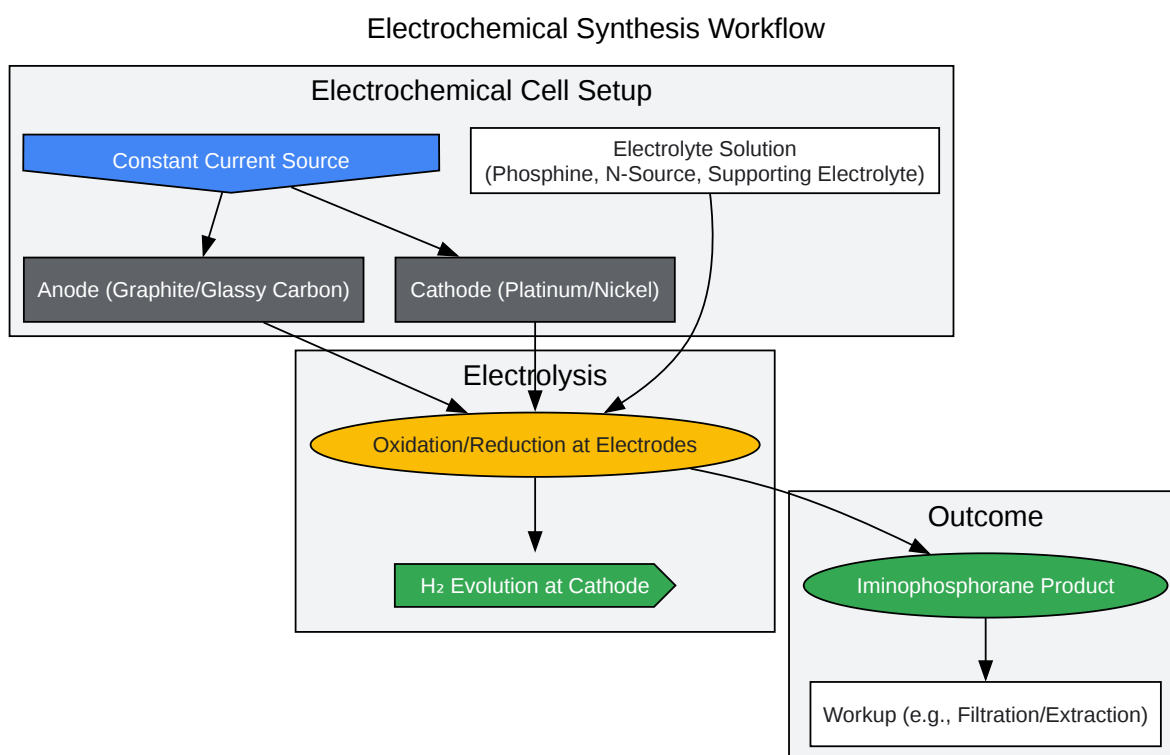 Electrochemical Synthesis Workflow
Electrochemical Cell Setup
Constant Current Source
Electrolyte Solution
(Phosphine, N-Source, Supporting Electrolyte)
Anode (Graphite/Glassy Carbon)
Cathode (Platinum/Nickel)
Electrolysis
Oxidation/Reduction at Electrodes
H₂ Evolution at Cathode
Outcome
Iminophosphorane Product
Workup (e.g., Filtration/Extraction)